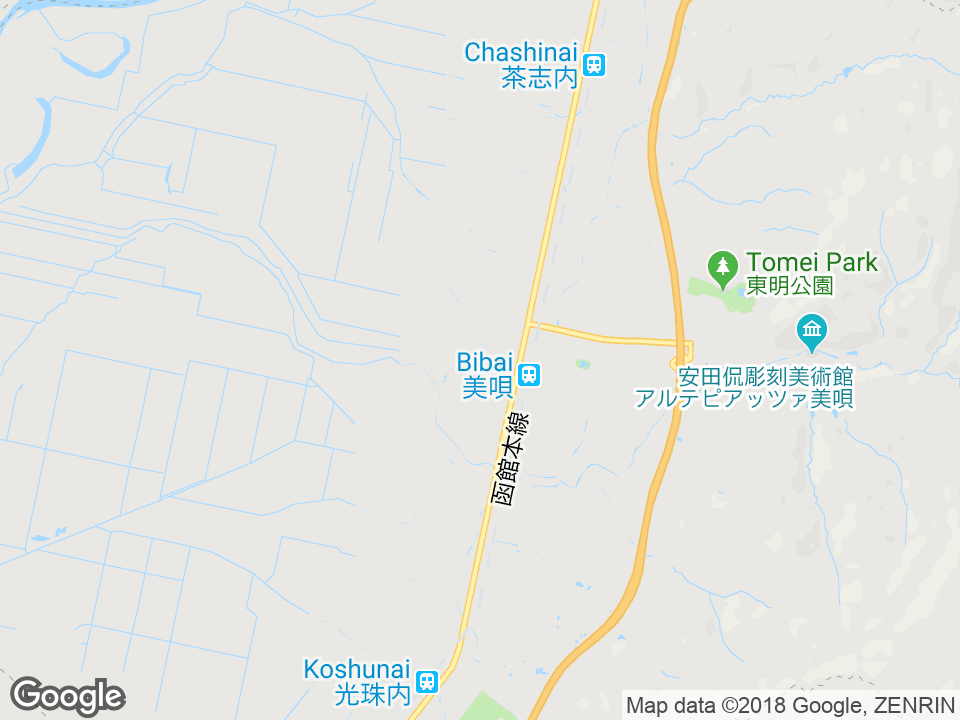 Chashinai
茶志内
Tomei Park
東明公園
Bibai
美唄
安田侃彫刻美術館
アルテピアッツァ美唄
函館本線
Koshunai
光珠内
Google
Map data ©2018 Google, ZENRIN